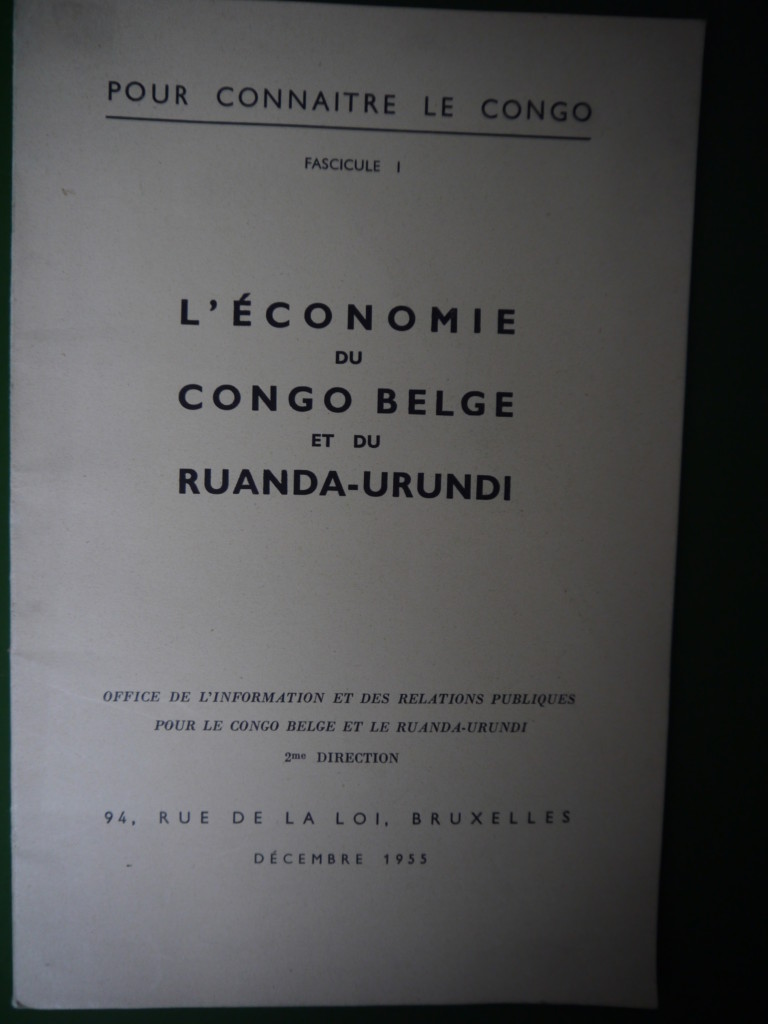 POUR CONNAITRE LE CONGO
FASCICULE I
L'ÉCONOMIE
DU
CONGO BELGE
ET DU
RUANDA-URUNDI
OFFICE DE L'INFORMATION ET DES RELATIONS PUBLIQUES
POUR LE CONGO BELGE ET LE RUANDA-URUNDI
2me DIRECTION
94, RUE DE LA LOI, BRUXELLES
DÉCEMBRE 1955